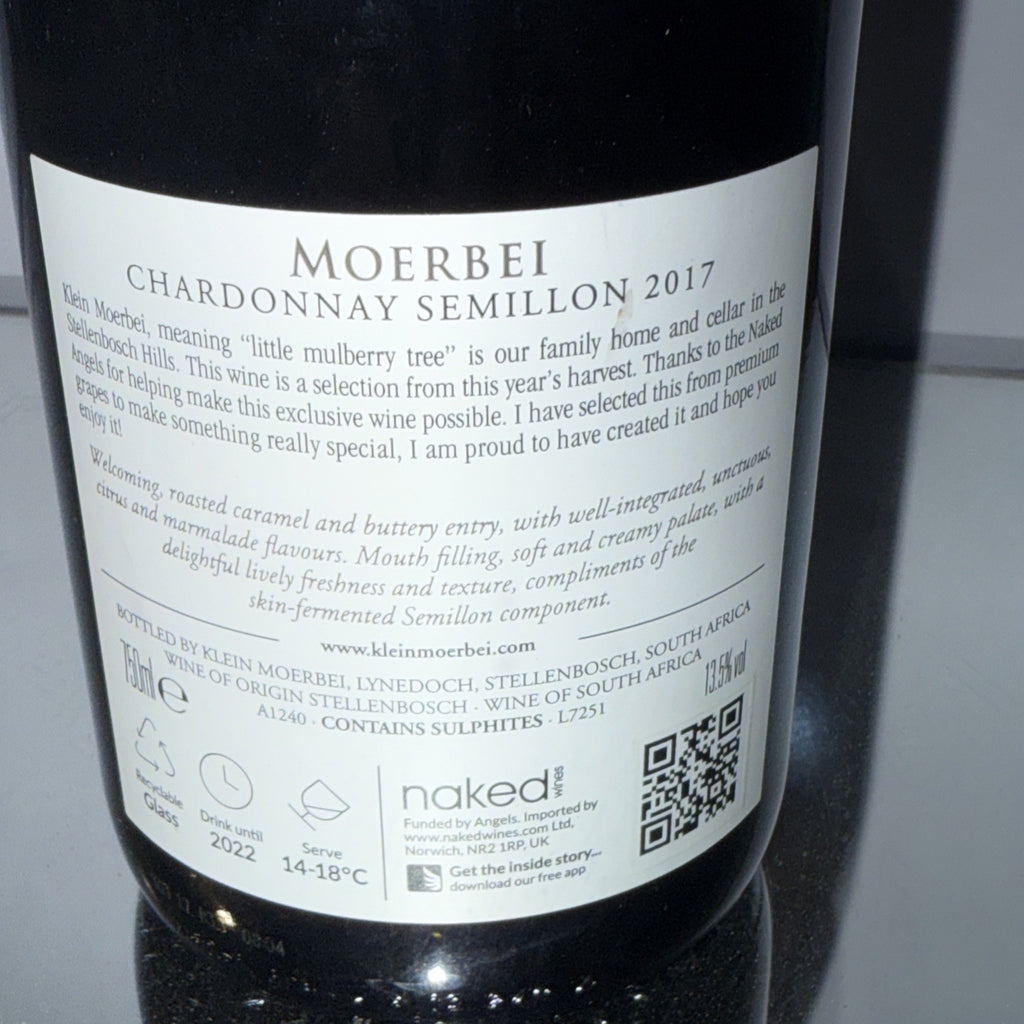 MOERBEI
CHARDONNAY SEMILLON 2017
Klein Moerbei, meaning “little mulberry tree” is our family home and cellar in the
Stellenbosch Hills. This wine is a selection from this year’s harvest. Thanks to the Naked
Angels for helping make this exclusive wine possible. I have selected this from premium
grapes to make something really special, I am proud to have created it and hope you
enjoy it!
Welcoming, roasted caramel and buttery entry, with well-integrated, unctuous,
citrus and marmalade flavours. Mouth filling, soft and creamy palate, with a
delightful lively freshness and texture, compliments of the
skin-fermented Semillon component.
www.kleinmoerbei.com
BOTTLED BY KLEIN MOERBEI, LYNEDOCH, STELLENBOSCH, SOUTH AFRICA
750ml e WINE OF ORIGIN STELLENBOSCH · WINE OF SOUTH AFRICA 13.5% vol
A1240 · CONTAINS SULPHITES · L7251
Recyclable
Glass
Drink until
2022
Serve
14-18°C
naked wines
Funded by Angels. Imported by
www.nakedwines.com Ltd,
Norwich, NR2 1RP, UK
Get the inside story...
download our free app